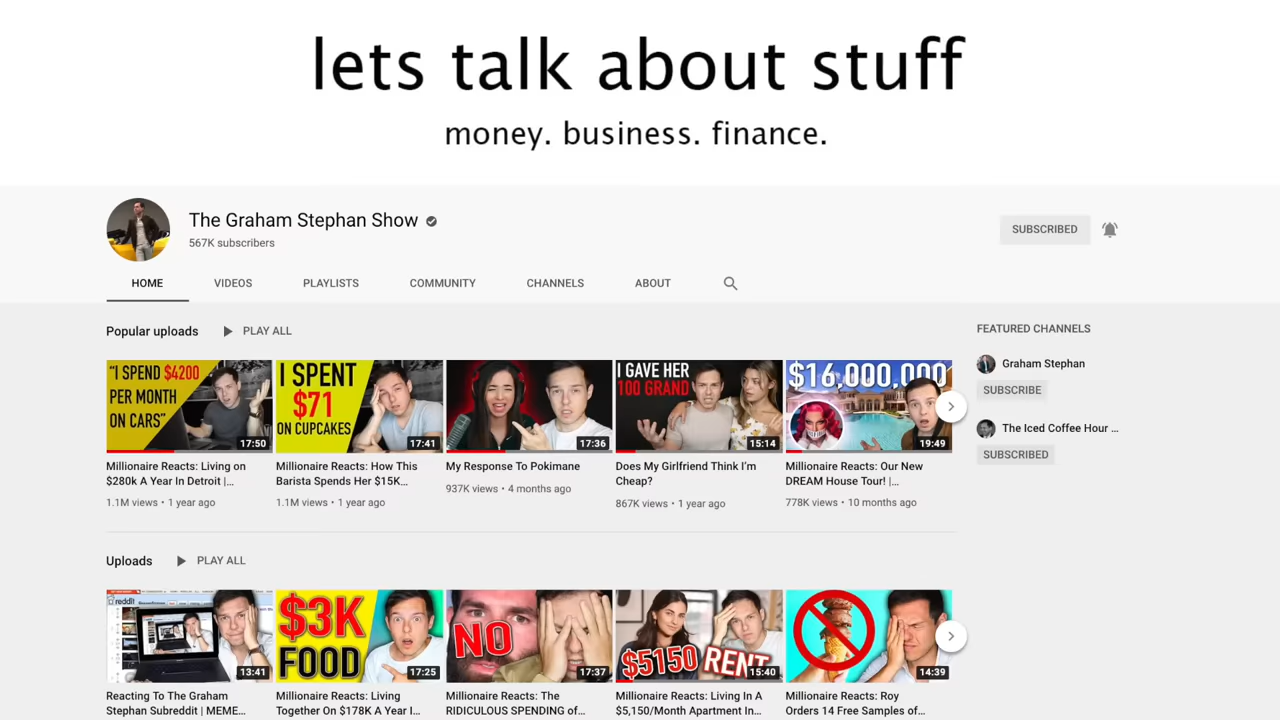 lets talk about stuff
money. business. finance.
The Graham Stephan Show
567K subscribers
SUBSCRIBED
HOME
VIDEOS
PLAYLISTS
COMMUNITY
CHANNELS
ABOUT
Popular uploads
PLAY ALL
"I SPEND $4200
PER MONTH
ON CARS"
17:50
Millionaire Reacts: Living on
$280k A Year In Detroit |...
1.1M views • 1 year ago
I SPENT
$71
ON CUPCAKES
17:41
Millionaire Reacts: How This
Barista Spends Her $15K...
1.1M views • 1 year ago
17:36
My Response To Pokimane
937K views • 4 months ago
I GAVE HER
100 GRAND
15:14
Does My Girlfriend Think I'm
Cheap?
867K views • 1 year ago
$16,000,000
19:49
Millionaire Reacts: Our New
DREAM House Tour! |...
778K views • 10 months ago
FEATURED CHANNELS
Graham Stephan
SUBSCRIBE
The Iced Coffee Hour ...
SUBSCRIBED
Uploads
PLAY ALL
reddit
13:41
Reacting To The Graham
Stephan Subreddit | MEME...
$3K
FOOD
17:25
Millionaire Reacts: Living
Together On $178K A Year I...
NO
17:37
Millionaire Reacts: The
RIDICULOUS SPENDING of...
$5150 RENT
15:40
Millionaire Reacts: Living In A
$5,150/Month Apartment In...
14:39
Millionaire Reacts: Roy
Orders 14 Free Samples of...